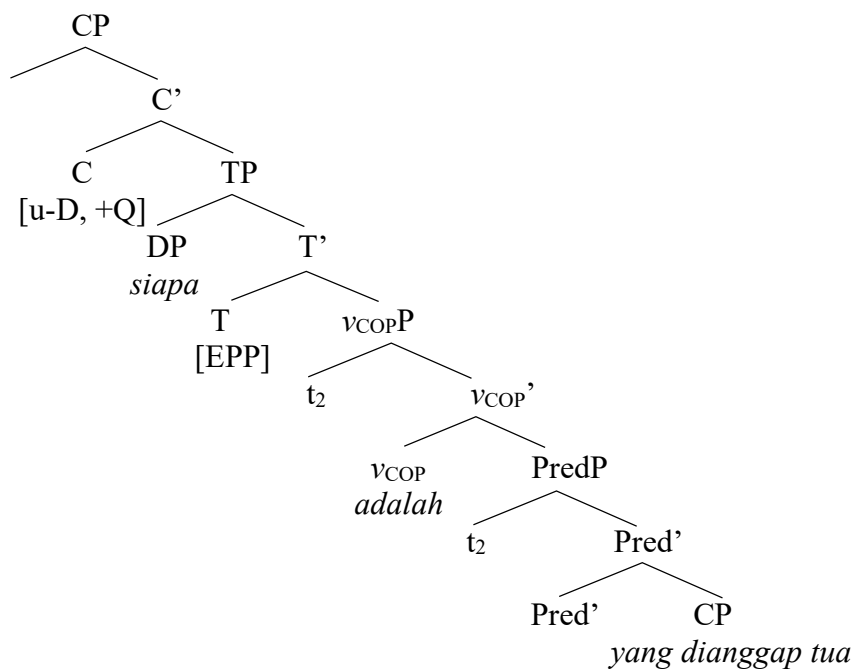 CP
C’
C TP
[u-D, +Q]
DP T’
siapa
T vCOPP
[EPP]
t2 vCOP’
vCOP PredP
adalah
t2 Pred’
Pred’ CP
yang dianggap tua